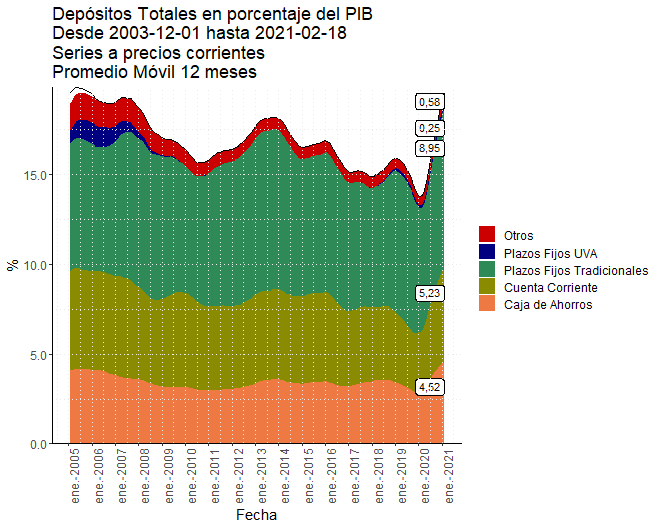 Depósitos Totales en porcentaje del PIB
Desde 2003-12-01 hasta 2021-02-18
Series a precios corrientes
Promedio Móvil 12 meses
%
15.0
10.0
5.0
0.0
0,58
0,25
8,95
5,23
4,52
Otros
Plazos Fijos UVA
Plazos Fijos Tradicionales
Cuenta Corriente
Caja de Ahorros
ene.-2005
ene.-2006
ene.-2007
ene.-2008
ene.-2009
ene.-2010
ene.-2011
ene.-2012
ene.-2013
ene.-2014
ene.-2015
ene.-2016
ene.-2017
ene.-2018
ene.-2019
ene.-2020
ene.-2021
Fecha